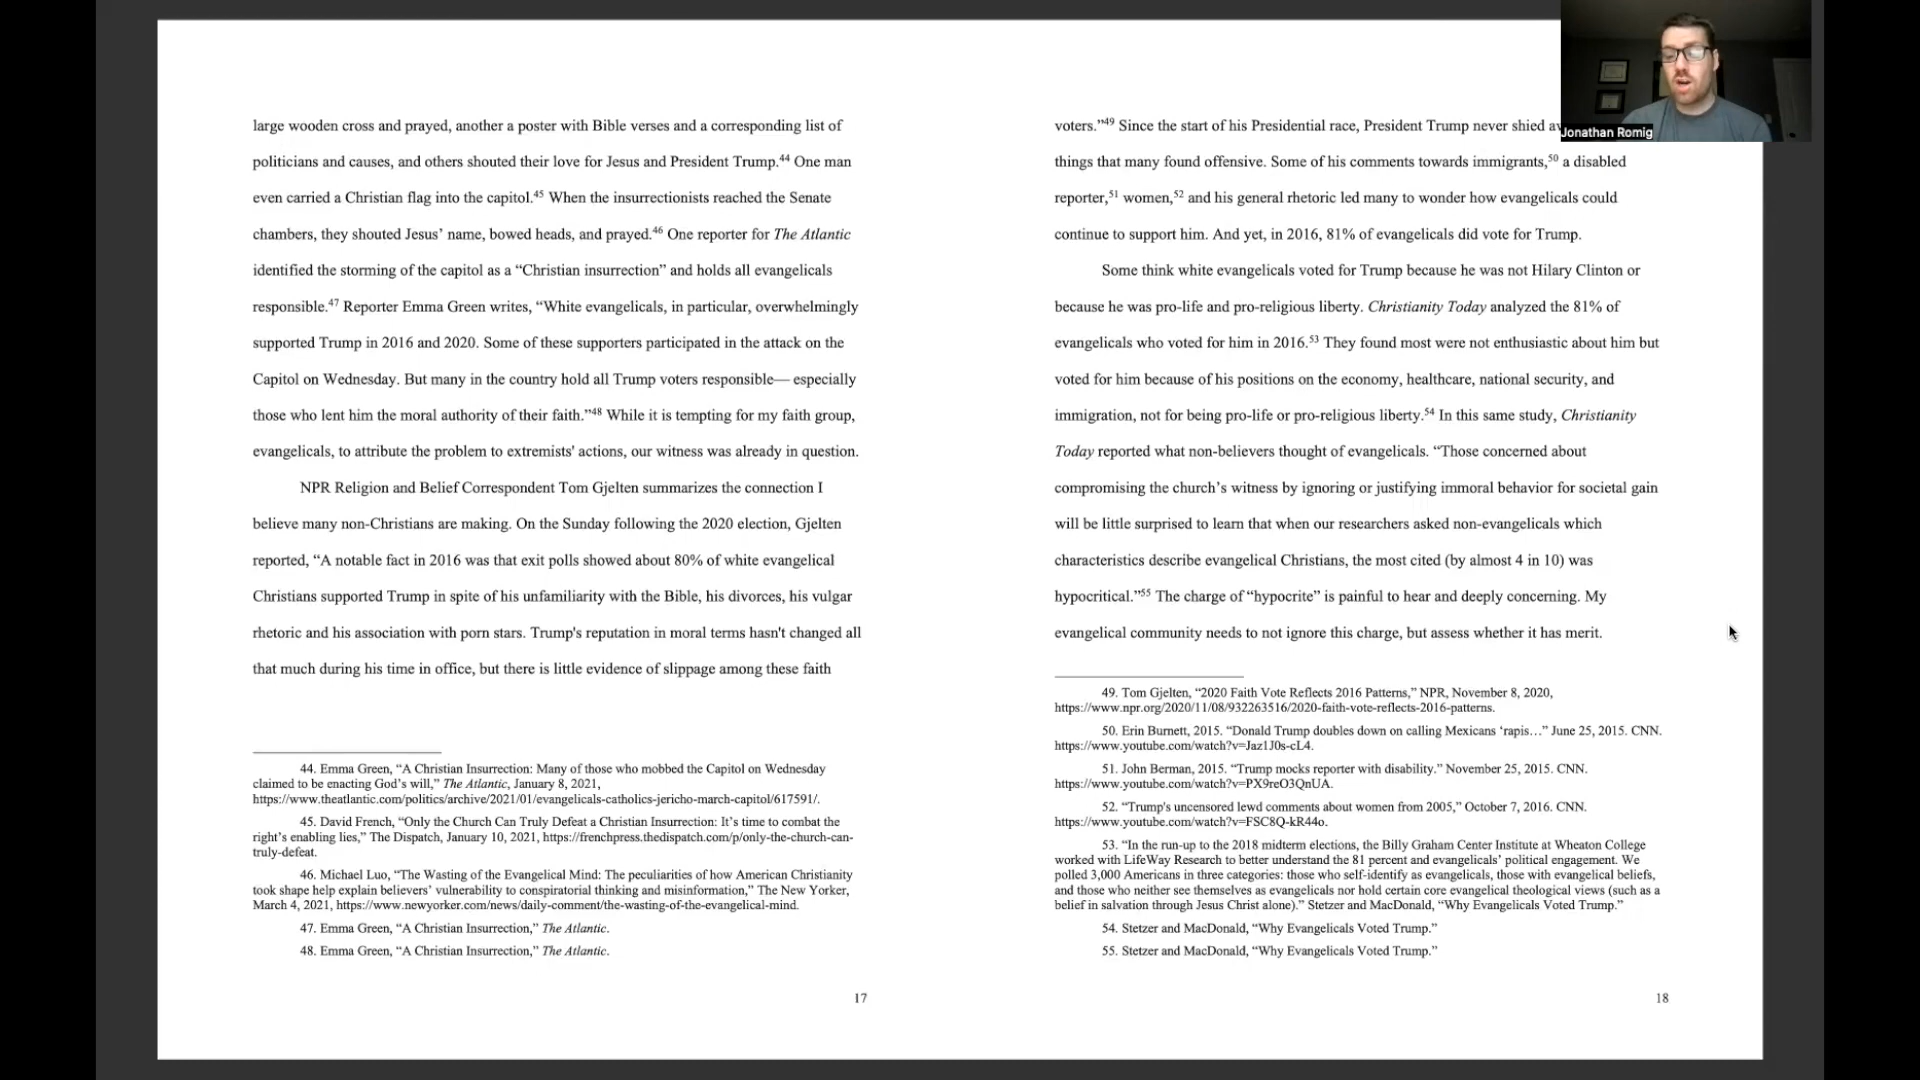 large wooden cross and prayed, another a poster with Bible verses and a corresponding list of
politicians and causes, and others shouted their love for Jesus and President Trump.44 One man
even carried a Christian flag into the capitol.45 When the insurrectionists reached the Senate
chambers, they shouted Jesus’ name, bowed heads, and prayed.46 One reporter for The Atlantic
identified the storming of the capitol as a “Christian insurrection” and holds all evangelicals
responsible.47 Reporter Emma Green writes, “White evangelicals, in particular, overwhelmingly
supported Trump in 2016 and 2020. Some of these supporters participated in the attack on the
Capitol on Wednesday. But many in the country hold all Trump voters responsible— especially
those who lent him the moral authority of their faith.”48 While it is tempting for my faith group,
evangelicals, to attribute the problem to extremists' actions, our witness was already in question.
NPR Religion and Belief Correspondent Tom Gjelten summarizes the connection I
believe many non-Christians are making. On the Sunday following the 2020 election, Gjelten
reported, “A notable fact in 2016 was that exit polls showed about 80% of white evangelical
Christians supported Trump in spite of his unfamiliarity with the Bible, his divorces, his vulgar
rhetoric and his association with porn stars. Trump's reputation in moral terms hasn't changed all
that much during his time in office, but there is little evidence of slippage among these faith
44. Emma Green, “A Christian Insurrection: Many of those who mobbed the Capitol on Wednesday
claimed to be enacting God’s will,” The Atlantic, January 8, 2021,
https://www.theatlantic.com/politics/archive/2021/01/evangelicals-catholics-jericho-march-capitol/617591/.
45. David French, “Only the Church Can Truly Defeat a Christian Insurrection: It’s time to combat the
right’s enabling lies,” The Dispatch, January 10, 2021, https://frenchpress.thedispatch.com/p/only-the-church-can-
truly-defeat.
46. Michael Luo, “The Wasting of the Evangelical Mind: The peculiarities of how American Christianity
took shape help explain believers’ vulnerability to conspiratorial thinking and misinformation,” The New Yorker,
March 4, 2021, https://www.newyorker.com/news/daily-comment/the-wasting-of-the-evangelical-mind.
47. Emma Green, “A Christian Insurrection,” The Atlantic.
48. Emma Green, “A Christian Insurrection,” The Atlantic.
17
voters.”49 Since the start of his Presidential race, President Trump never shied
things that many found offensive. Some of his comments towards immigrants,50 a disabled
reporter,51 women,52 and his general rhetoric led many to wonder how evangelicals could
continue to support him. And yet, in 2016, 81% of evangelicals did vote for Trump.
Some think white evangelicals voted for Trump because he was not Hilary Clinton or
because he was pro-life and pro-religious liberty. Christianity Today analyzed the 81% of
evangelicals who voted for him in 2016.53 They found most were not enthusiastic about him but
voted for him because of his positions on the economy, healthcare, national security, and
immigration, not for being pro-life or pro-religious liberty.54 In this same study, Christianity
Today reported what non-believers thought of evangelicals. “Those concerned about
compromising the church’s witness by ignoring or justifying immoral behavior for societal gain
will be little surprised to learn that when our researchers asked non-evangelicals which
characteristics describe evangelical Christians, the most cited (by almost 4 in 10) was
hypocritical.”55 The charge of “hypocrite” is painful to hear and deeply concerning. My
evangelical community needs to not ignore this charge, but assess whether it has merit.
49. Tom Gjelten, “2020 Faith Vote Reflects 2016 Patterns,” NPR, November 8, 2020,
https://www.npr.org/2020/11/08/932263516/2020-faith-vote-reflects-2016-patterns.
50. Erin Burnett, 2015. “Donald Trump doubles down on calling Mexicans ‘rapis…” June 25, 2015. CNN.
https://www.youtube.com/watch?v=Jaz1J0s-cL4.
51. John Berman, 2015. “Trump mocks reporter with disability.” November 25, 2015. CNN.
https://www.youtube.com/watch?v=PX9reO3QnUA.
52. “Trump's uncensored lewd comments about women from 2005,” October 7, 2016. CNN.
https://www.youtube.com/watch?v=FSC8Q-kR44o.
53. “In the run-up to the 2018 midterm elections, the Billy Graham Center Institute at Wheaton College
worked with LifeWay Research to better understand the 81 percent and evangelicals’ political engagement. We
polled 3,000 Americans in three categories: those who self-identify as evangelicals, those with evangelical beliefs,
and those who neither see themselves as evangelicals nor hold certain core evangelical theological views (such as a
belief in salvation through Jesus Christ alone).” Stetzer and MacDonald, “Why Evangelicals Voted Trump.”
54. Stetzer and MacDonald, “Why Evangelicals Voted Trump.”
55. Stetzer and MacDonald, “Why Evangelicals Voted Trump.”
18
Jonathan Romig